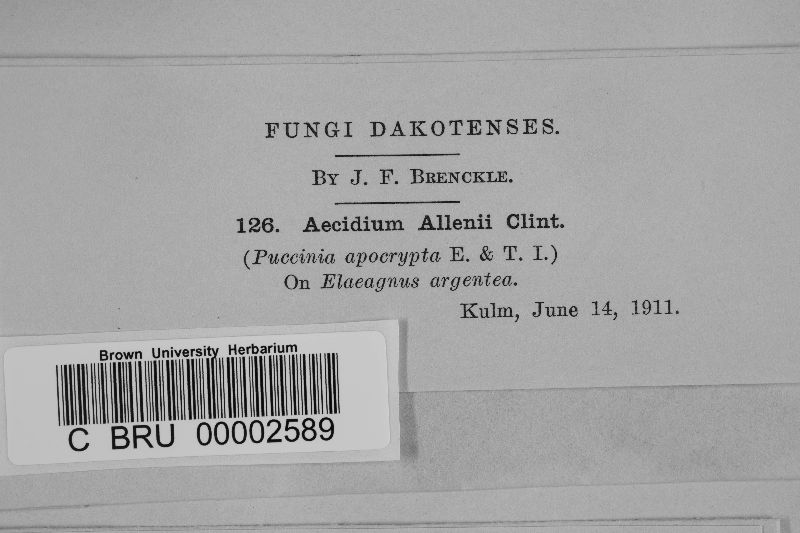 FUNGI DAKOTENSES.
BY J. F. BRENCKLE.
126. Aecidium Allenii Clint.
(Puccinia apocrypta E. & T. I.)
On Elaeagnus argentea.
Kulm, June 14, 1911.
Brown University Herbarium
C BRU 00002589